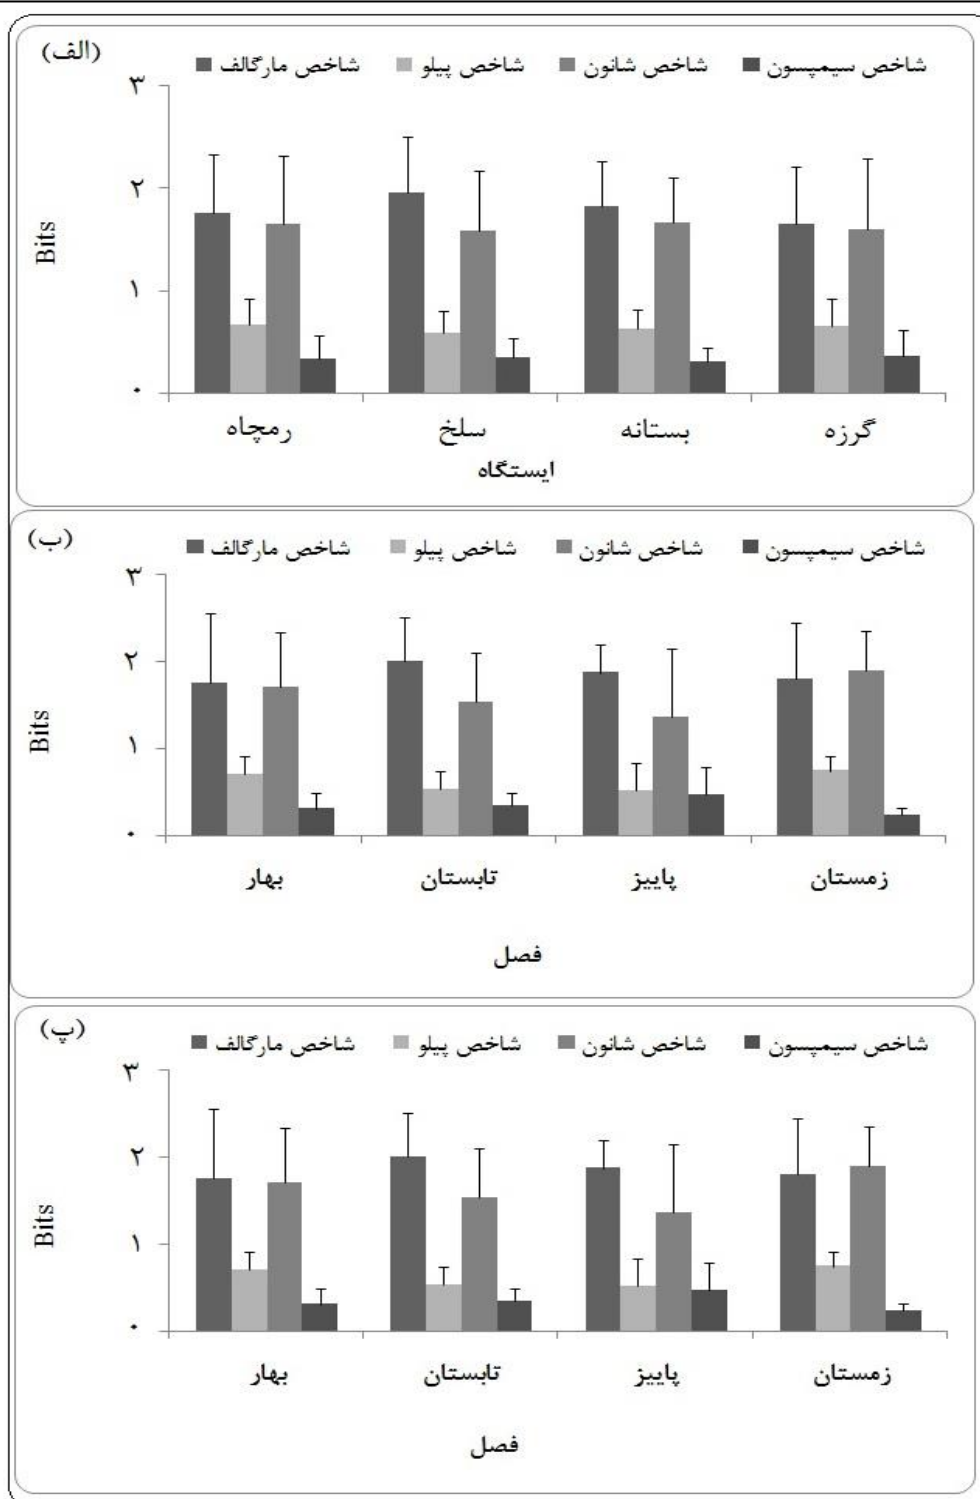 (الف)
شاخص مارگالف شاخص پیلو شاخص شانون شاخص سیمپسون
۳
۲
۱
۰
Bits
رمچاه سلخ بستانه گرزه
ایستگاه
(ب)
شاخص مارگالف شاخص پیلو شاخص شانون شاخص سیمپسون
۳
۲
۱
۰
Bits
بهار تابستان پاییز زمستان
فصل
(پ)
شاخص مارگالف شاخص پیلو شاخص شانون شاخص سیمپسون
۳
۲
۱
۰
Bits
بهار تابستان پاییز زمستان
فصل